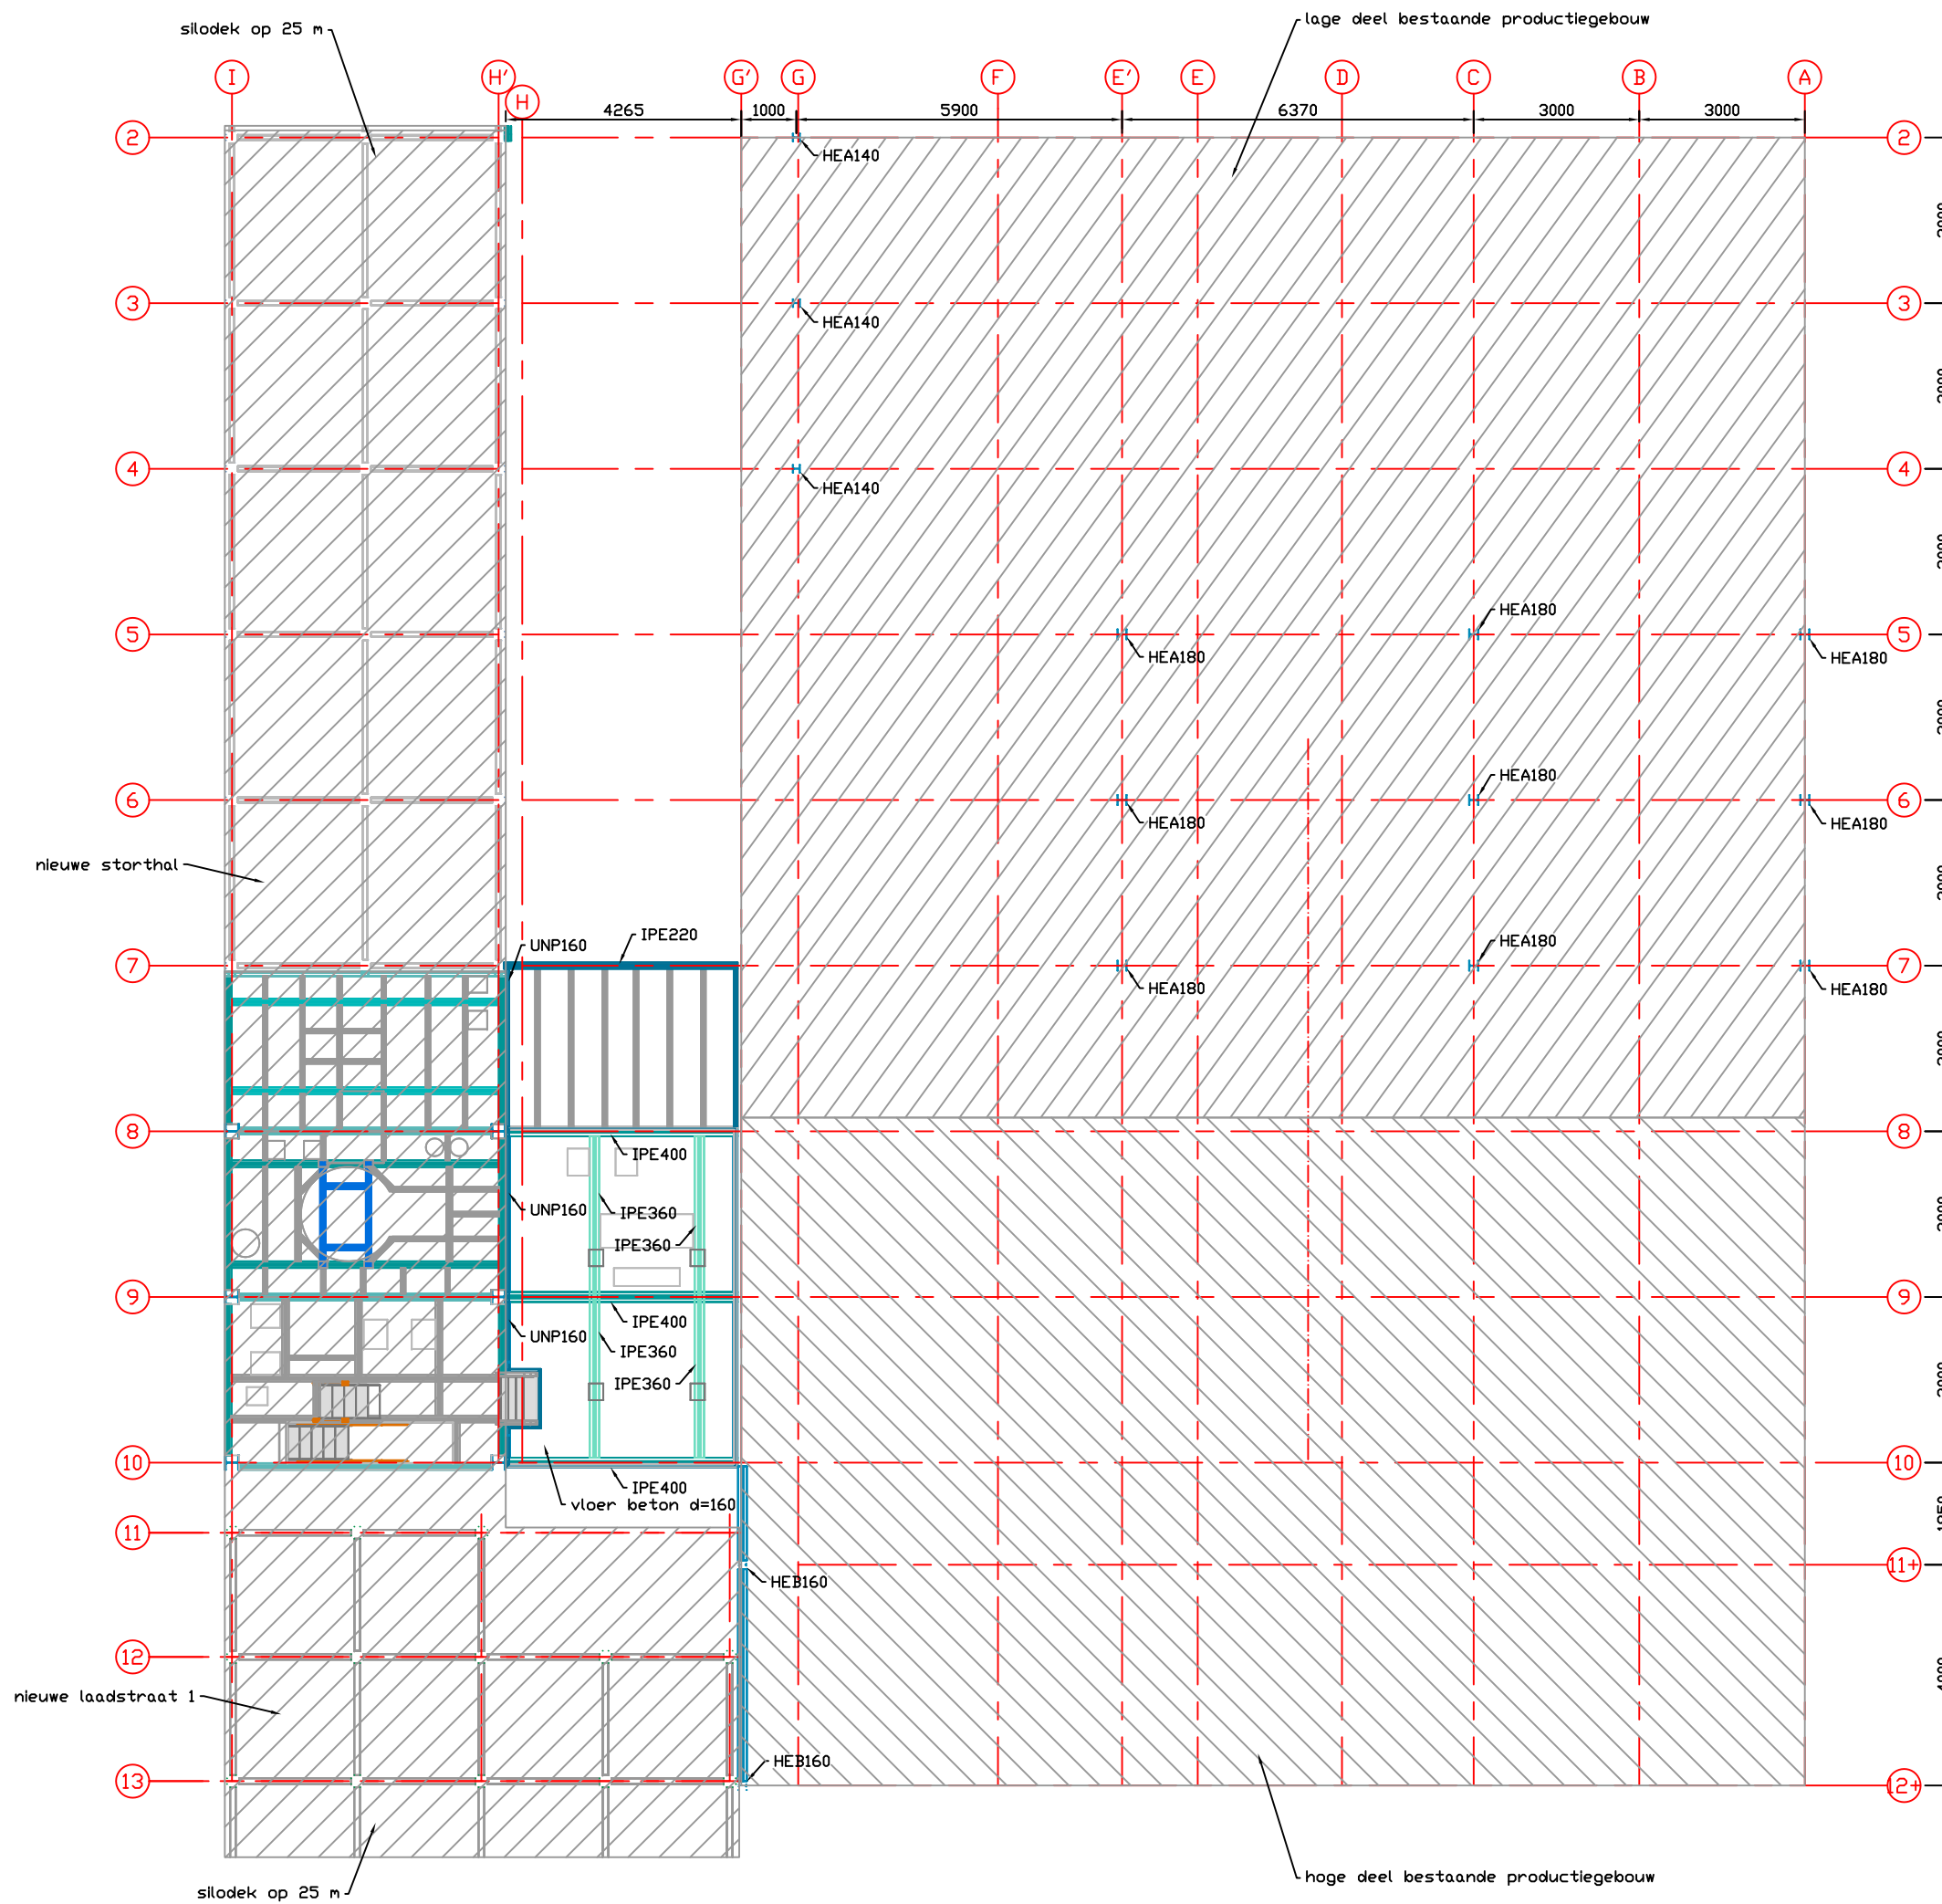 lage deel bestaande productiegebouw
silodek op 25 m
I
H'
G'
G
F
E'
E
D
C
B
A
H
4265
1000
5900
6370
3000
3000
2
2
HEA140
3
3
HEA140
4
4
HEA140
HEA180
5
5
HEA180
HEA180
HEA180
6
6
HEA180
HEA180
nieuwe storthal
IPE220
UNP160
HEA180
7
7
HEA180
HEA180
8
8
IPE400
UNP160
IPE360
IPE360
9
9
IPE400
UNP160
IPE360
IPE360
10
10
IPE400
vloer beton d=160
11
11+
HEB160
12
nieuwe laadstraat 1
HEB160
13
12+
hoge deel bestaande productiegebouw
silodek op 25 m